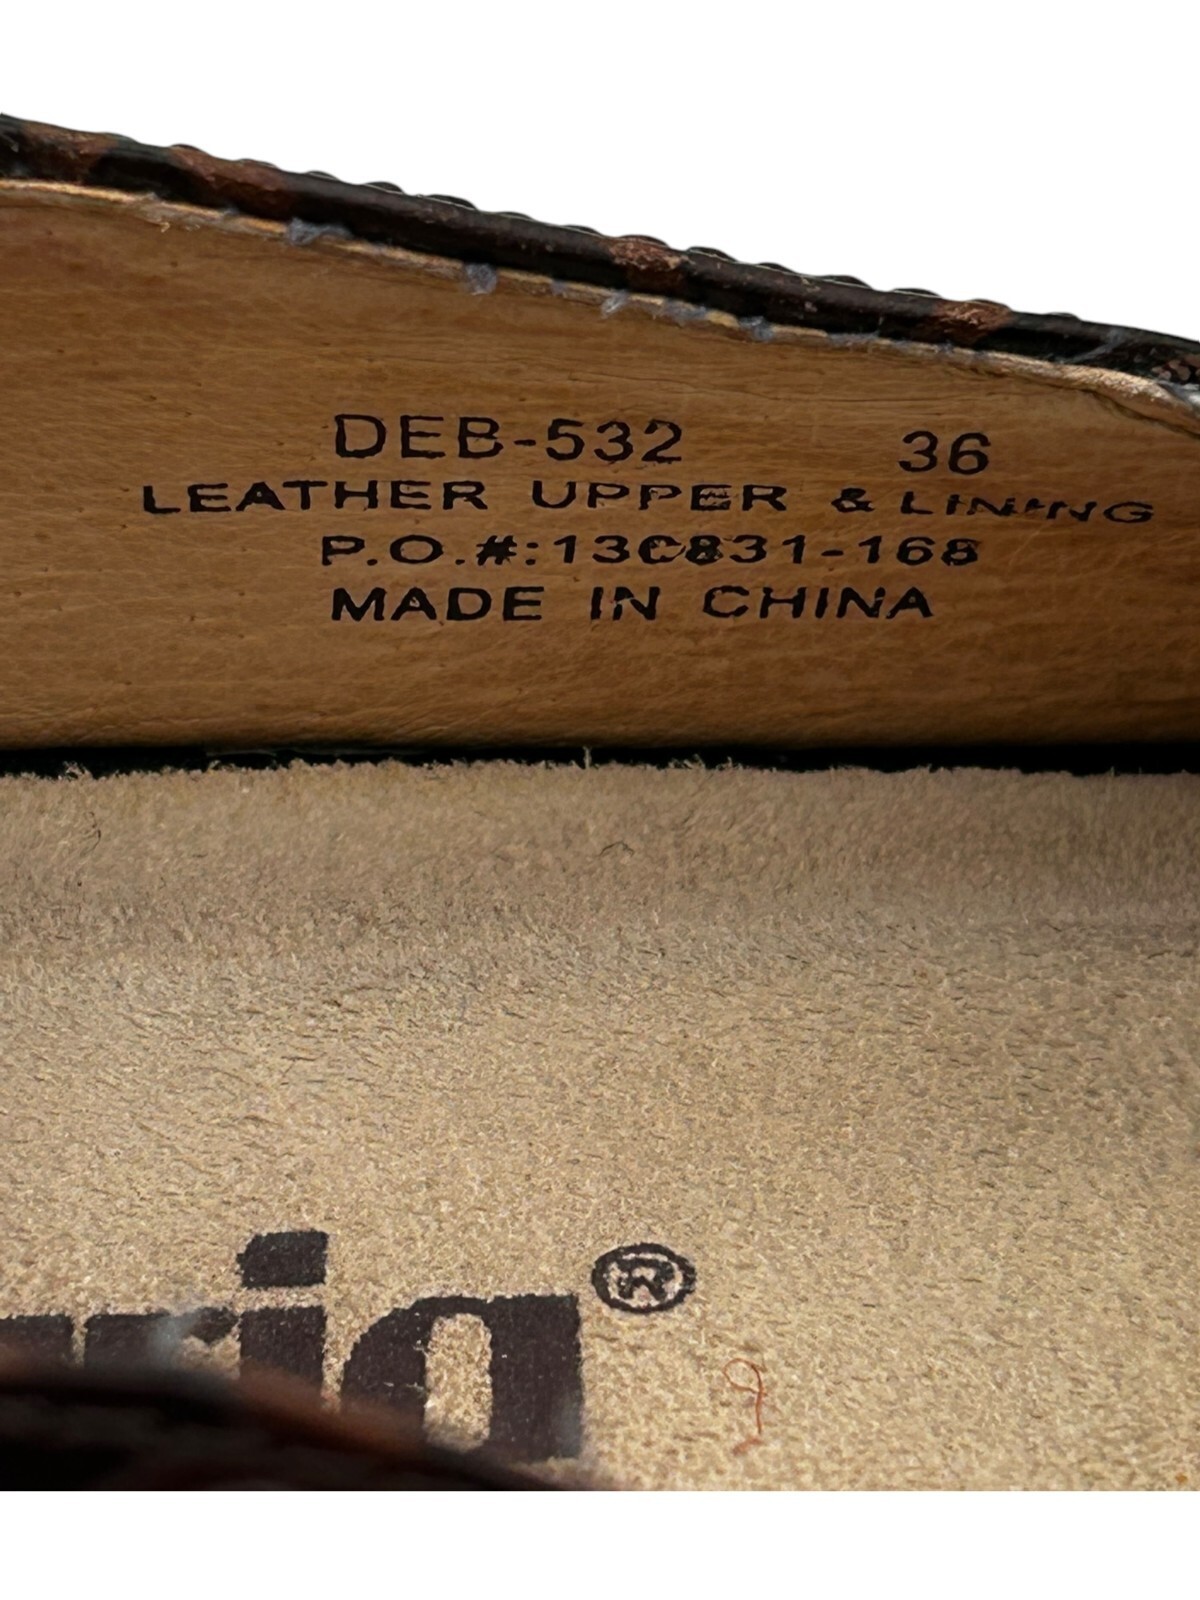 DEB-532 36
LEATHER UPPER & LINING
P.O.#:130831-168
MADE IN CHINA
®